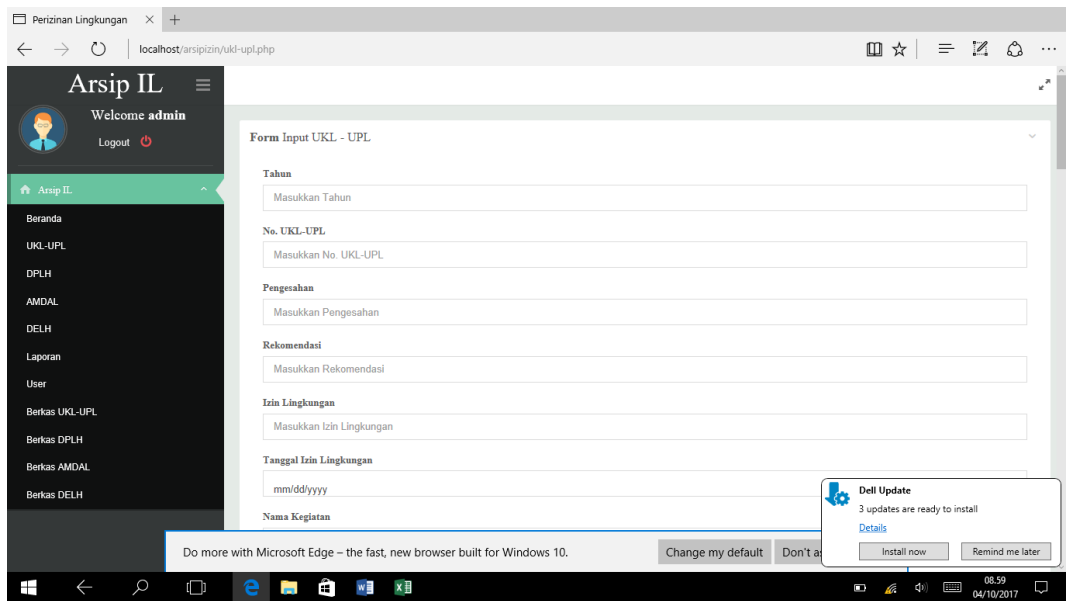 Perizinan Lingkungan
localhost/arsipizin/ukl-upl.php
Arsip IL
Welcome admin
Logout
Arsip IL
Beranda
UKL-UPL
DPLH
AMDAL
DELH
Laporan
User
Berkas UKL-UPL
Berkas DPLH
Berkas AMDAL
Berkas DELH
Form Input UKL - UPL
Tahun
Masukkan Tahun
No. UKL-UPL
Masukkan No. UKL-UPL
Pengesahan
Masukkan Pengesahan
Rekomendasi
Masukkan Rekomendasi
Izin Lingkungan
Masukkan Izin Lingkungan
Tanggal Izin Lingkungan
mm/dd/yyyy
Nama Kegiatan
Dell Update
3 updates are ready to install
Details
Install now Remind me later
Do more with Microsoft Edge – the fast, new browser built for Windows 10. Change my default Don't
08.59
04/10/2017